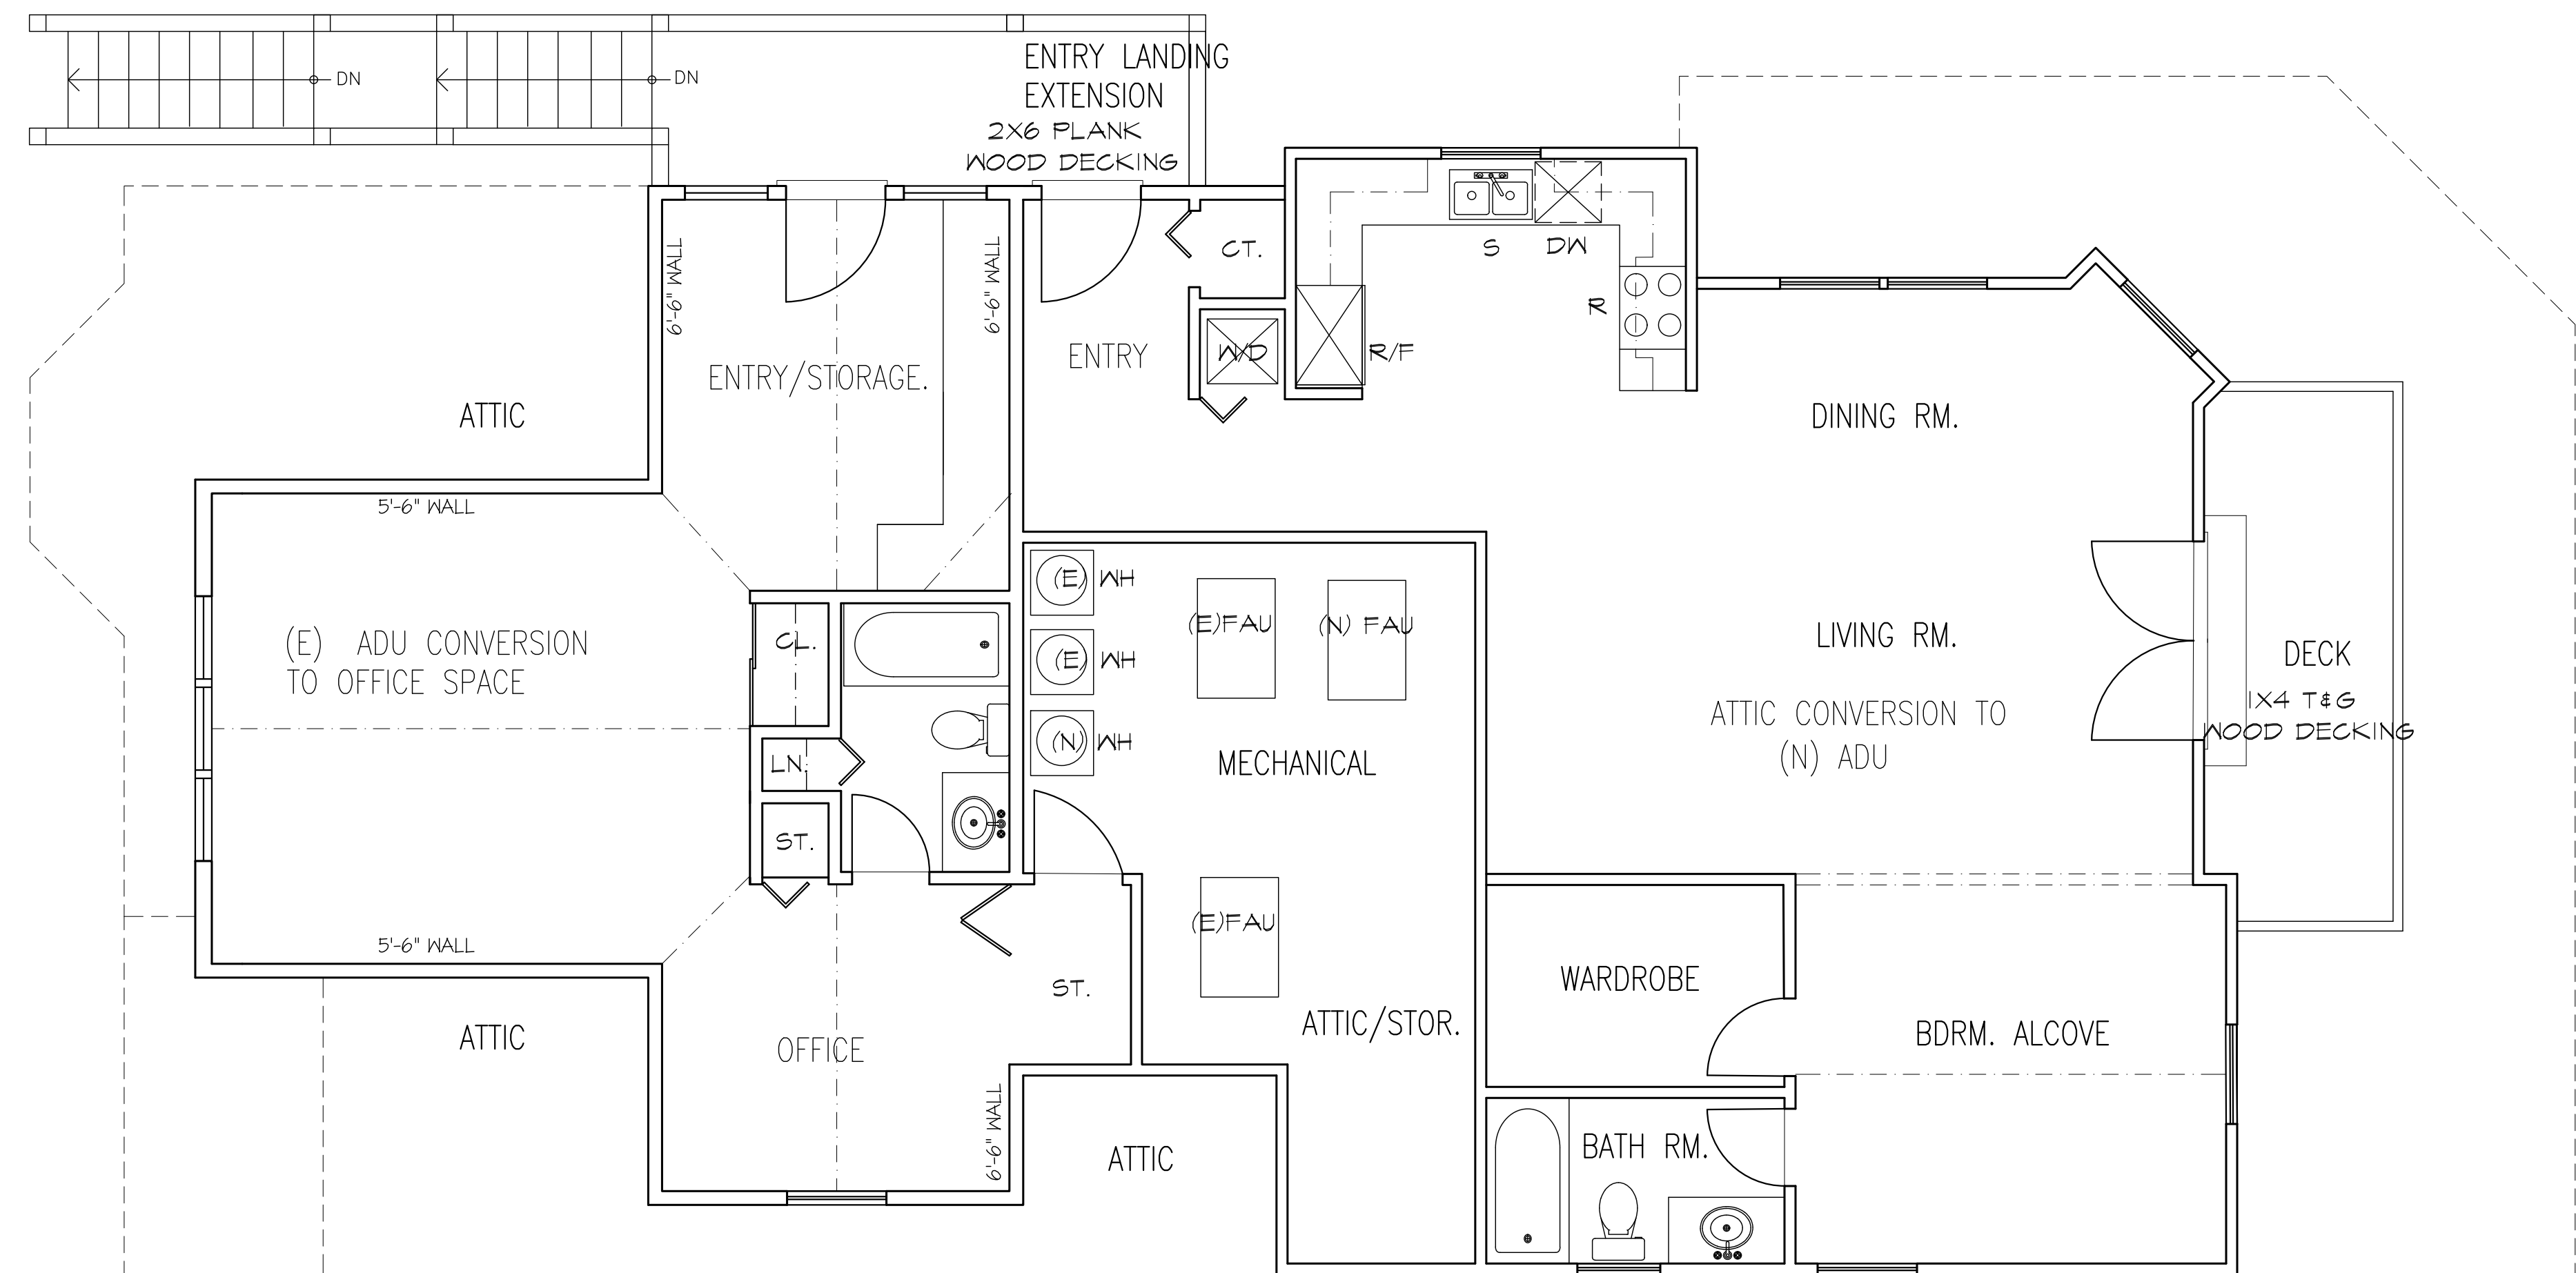 DN
DN
ENTRY LANDING
EXTENSION
2X6 PLANK
WOOD DECKING
6'-6" WALL
6'-6" WALL
CT.
S
DW
R
W/D
R/F
ENTRY
ENTRY/STORAGE.
ATTIC
DINING RM.
5'-6" WALL
(E) WH
(E)FAU
(N) FAU
(E) ADU CONVERSION
TO OFFICE SPACE
CL.
(E) WH
LIVING RM.
DECK
1X4 T&G
WOOD DECKING
ATTIC CONVERSION TO
(N) ADU
(N) WH
LN.
MECHANICAL
ST.
(E)FAU
5'-6" WALL
ST.
WARDROBE
ATTIC/STOR.
BDRM. ALCOVE
ATTIC
OFFICE
6'-6" WALL
ATTIC
BATH RM.